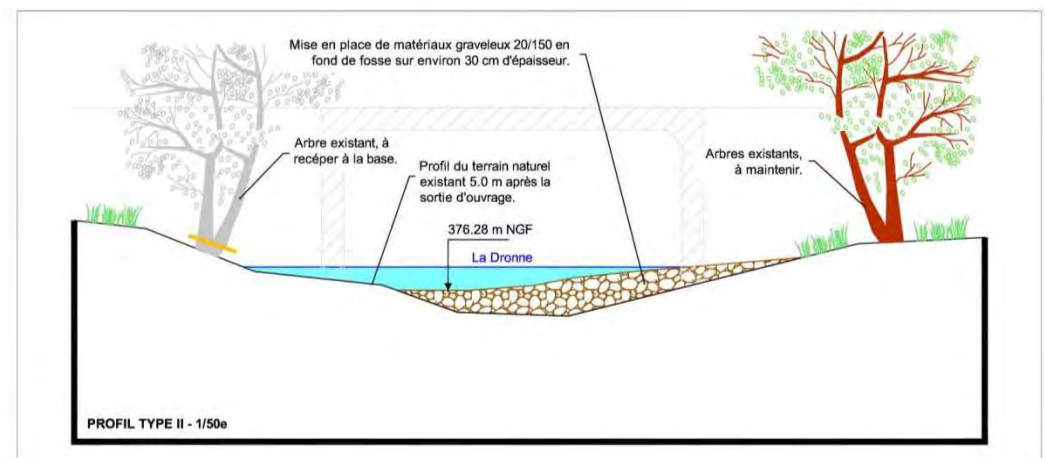 Mise en place de matériaux graveleux 20/150 en
fond de fosse sur environ 30 cm d'épaisseur.
Arbre existant, à
recéper à la base.
Profil du terrain naturel
existant 5.0 m après la
sortie d'ouvrage.
Arbres existants,
à maintenir.
376.28 m NGF
La Dronne
PROFIL TYPE II - 1/50e